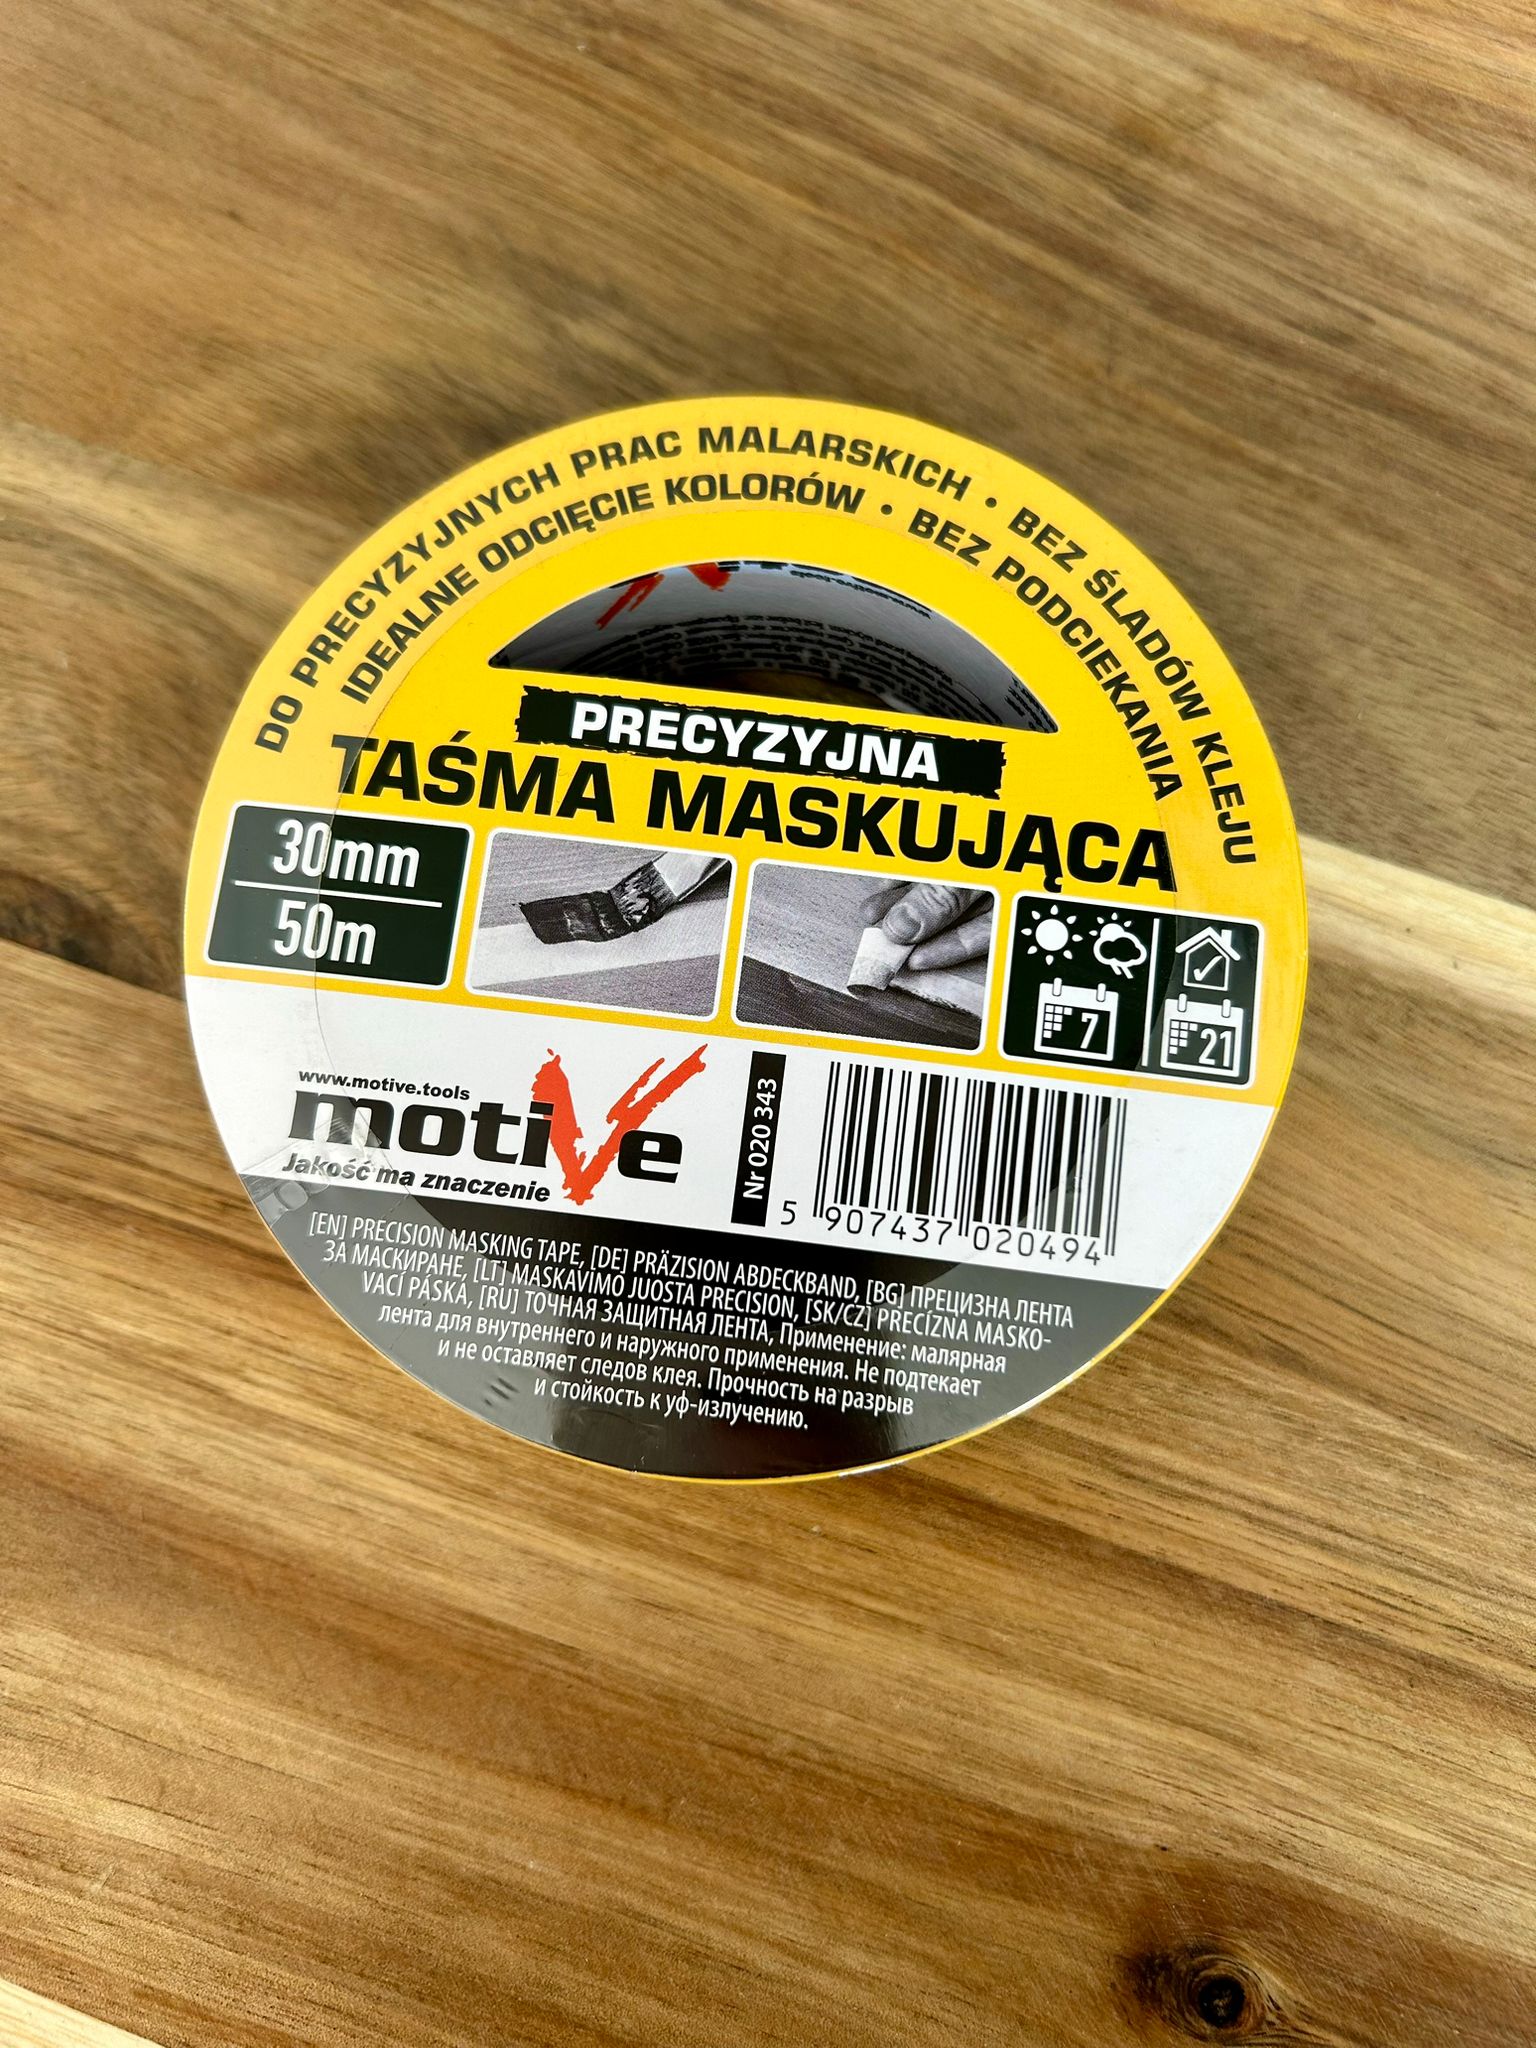 DO PRECYZYJNYCH PRAC MALARSKICH • BEZ ŚLADÓW KLEJU
IDEALNE ODCIĘCIE KOLORÓW • BEZ PODCIEKANIA
PRECYZYJNA
TAŚMA MASKUJĄCA
30mm
50m
7
21
www.motive.tools
motive
Jakość ma znaczenie
Nr 020 343
5 907437 020494
[EN] PRECISION MASKING TAPE, [DE] PRÄZISION ABDECKBAND, [BG] ПРЕЦИЗНА ЛЕНТА
ЗА МАСКИРАНЕ, [LT] MASKAVIMO JUOSTA PRECISION, [SK/CZ] PRECÍZNA MASKO-
VACÍ PÁSKA, [RU] ТОЧНАЯ ЗАЩИТНАЯ ЛЕНТА, Применение: малярная
лента для внутреннего и наружного применения. Не подтекает
и не оставляет следов клея. Прочность на разрыв
и стойкость к уф-излучению.